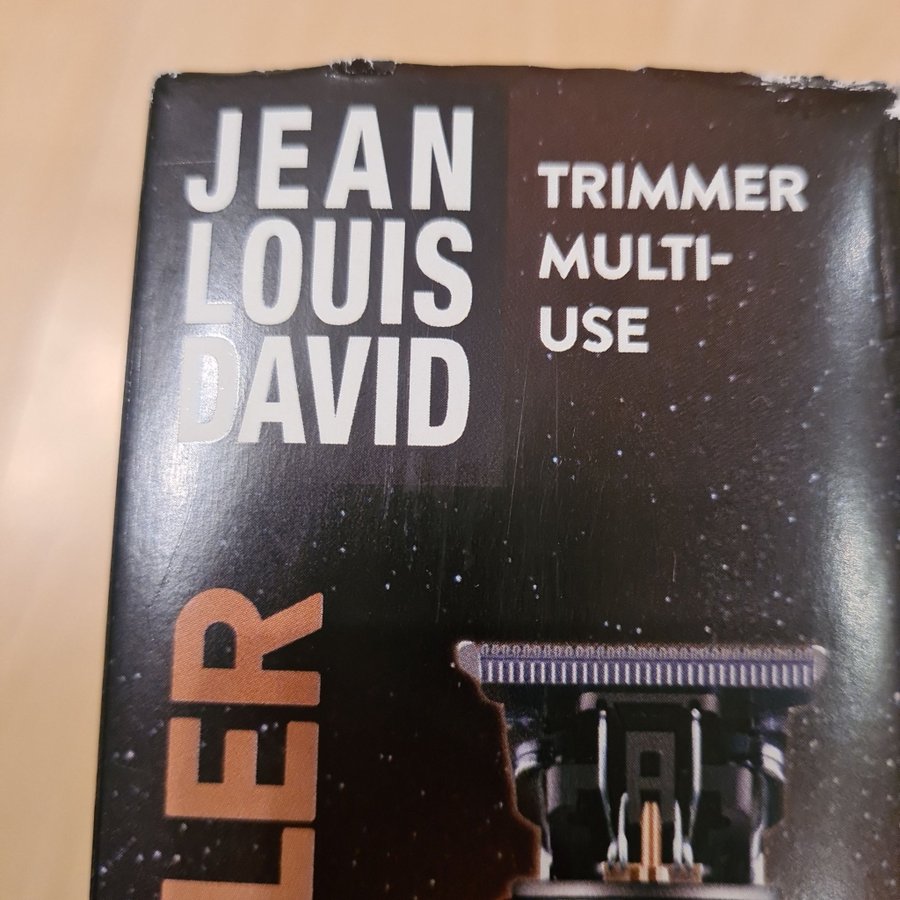 JEAN
LOUIS
DAVID
TRIMMER
MULTI-
USE